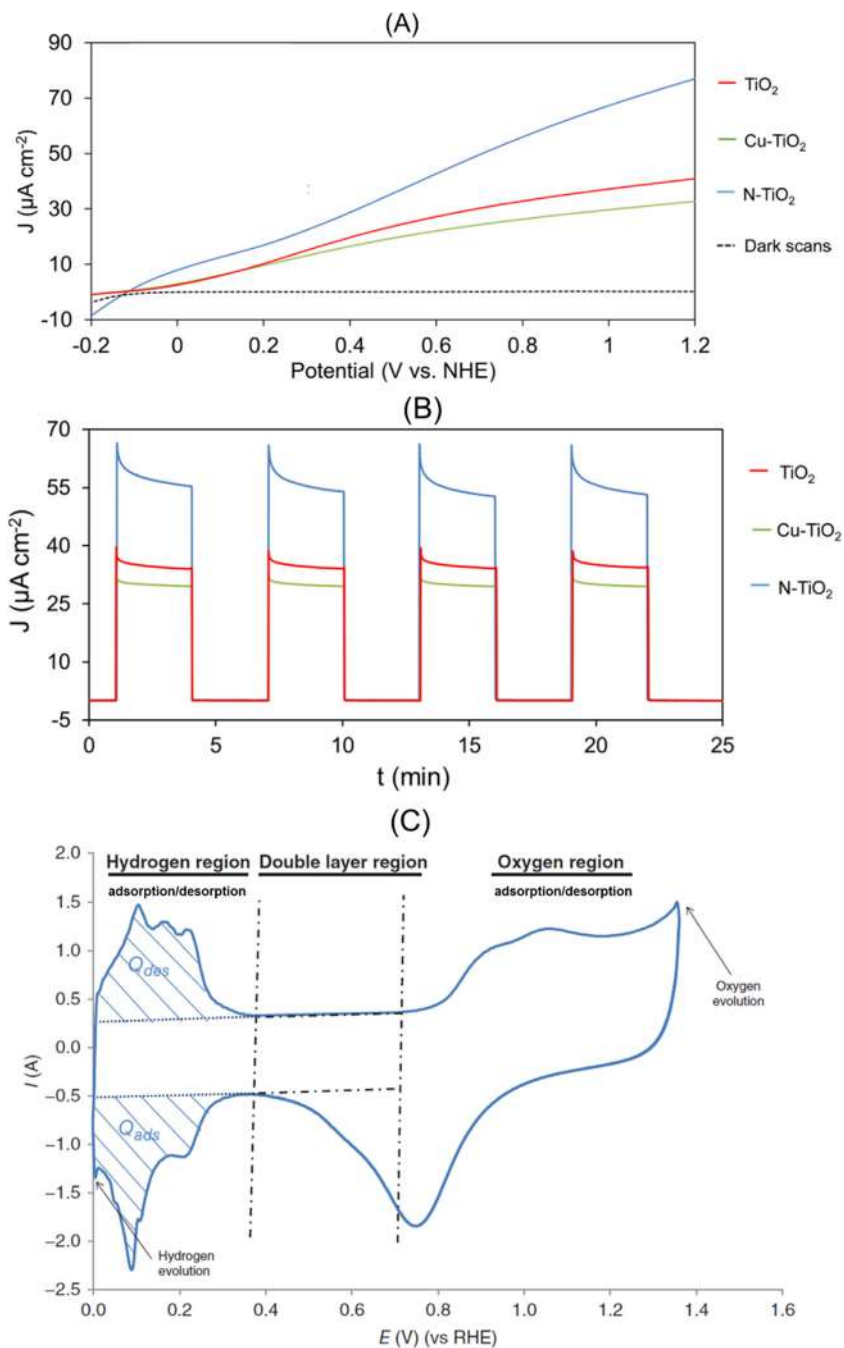 (A)
90
70
50
30
10
-10
J (µA cm⁻²)
-0.2 0 0.2 0.4 0.6 0.8 1 1.2
Potential (V vs. NHE)
TiO₂
Cu-TiO₂
N-TiO₂
Dark scans
(B)
70
55
40
25
10
-5
J (µA cm⁻²)
0 5 10 15 20 25
t (min)
TiO₂
Cu-TiO₂
N-TiO₂
(C)
2.0
1.5
1.0
0.5
0.0
−0.5
−1.0
−1.5
−2.0
−2.5
I (A)
Hydrogen region Double layer region Oxygen region
adsorption/desorption adsorption/desorption
Qdes
Oxygen
evolution
Qads
Hydrogen
evolution
0.0 0.2 0.4 0.6 0.8 1.0 1.2 1.4 1.6
E (V) (vs RHE)